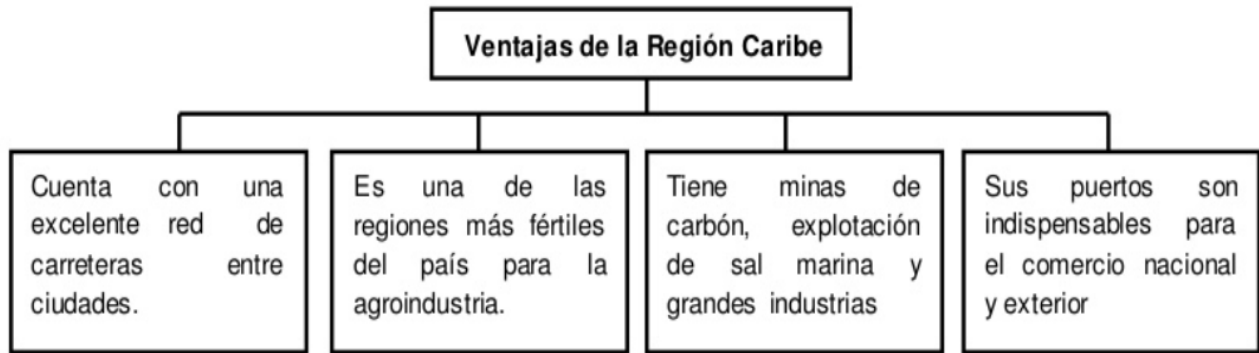 Ventajas de la Región Caribe
Cuenta con una
excelente red de
carreteras entre
ciudades.
Es una de las
regiones más fértiles
del país para la
agroindustria.
Tiene minas de
carbón, explotación
de sal marina y
grandes industrias
Sus puertos son
indispensables para
el comercio nacional
y exterior